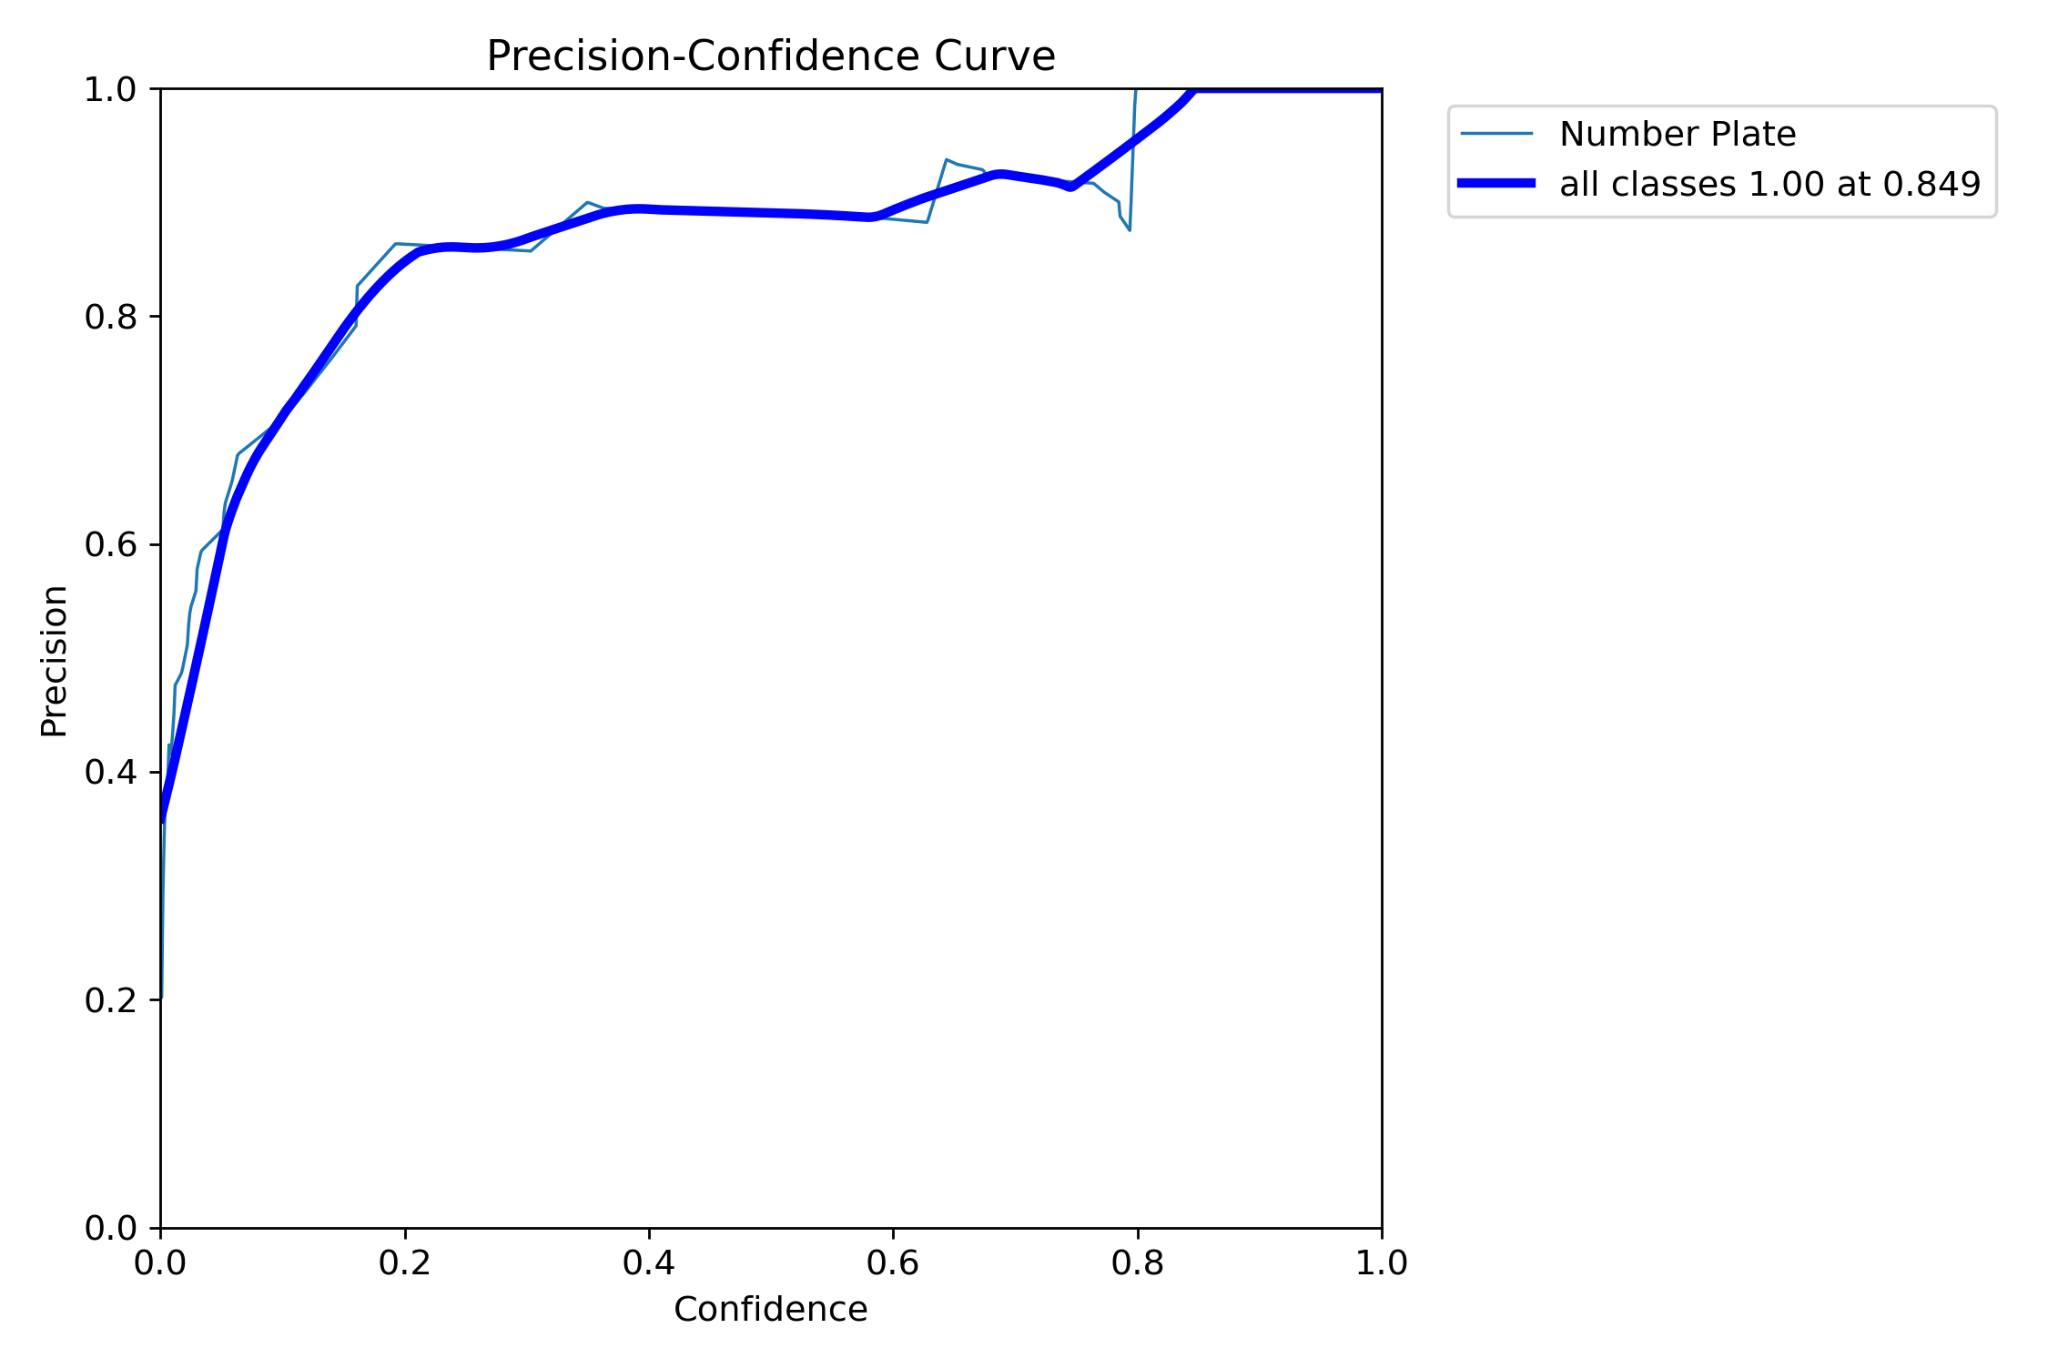 Precision-Confidence Curve
1.0
0.8
0.6
0.4
0.2
0.0
Precision
0.0 0.2 0.4 0.6 0.8 1.0
Confidence
Number Plate
all classes 1.00 at 0.849